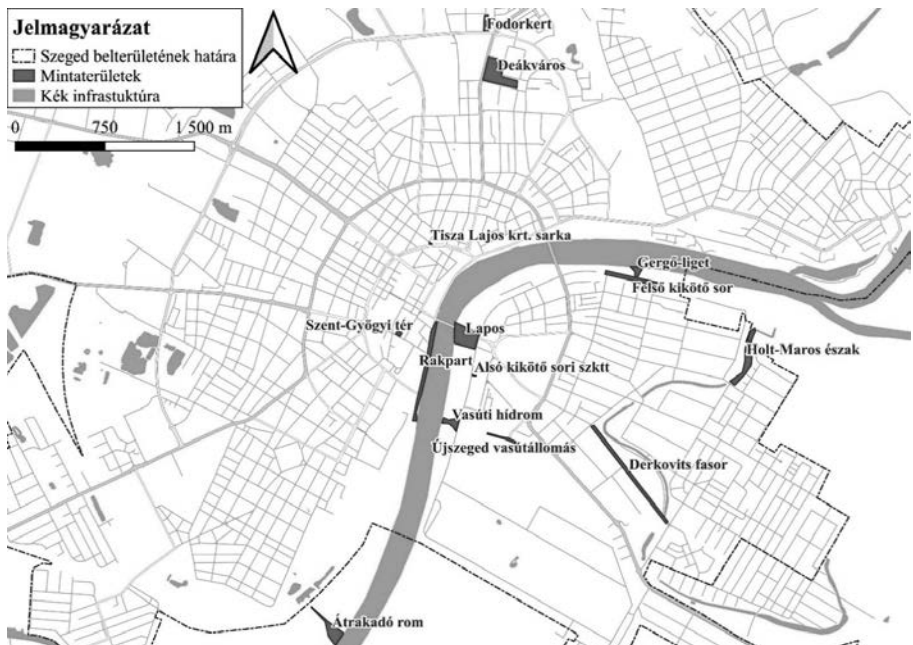 Jelmagyarázat
Szeged belterületének határa
Mintaterületek
Kék infrastuktúra
0 750 1 500 m
Fodorkert
Deákváros
Tisza Lajos krt. sarka
Gergő-liget
Felső kikötő sor
Szent-Gyögyi tér
Lapos
Holt-Maros észak
Rakpart
Alsó kikötő sori szktt
Vasúti hídrom
Újszeged vasútállomás
Derkovits fasor
Átrakadó rom